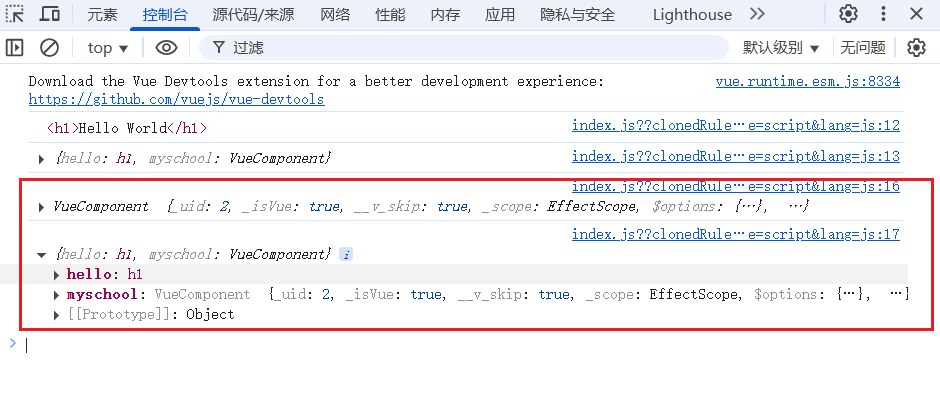 元素 控制台 源代码/来源 网络 性能 内存 应用 隐私与安全 Lighthouse
top ▼ 过滤 默认级别 ▼ 无问题
Download the Vue Devtools extension for a better development experience: vue.runtime.esm.js:8334
https://github.com/vuejs/vue-devtools
<h1>Hello World</h1> index.js??clonedRule…e=script&lang=js:12
▶ {hello: h1, myschool: VueComponent} index.js??clonedRule…e=script&lang=js:13
index.js??clonedRule…e=script&lang=js:16
▶ VueComponent {_uid: 2, _isVue: true, __v_skip: true, _scope: EffectScope, $options: {…}, …}
index.js??clonedRule…e=script&lang=js:17
▼ {hello: h1, myschool: VueComponent} i
▶ hello: h1
▶ myschool: VueComponent {_uid: 2, _isVue: true, __v_skip: true, _scope: EffectScope, $options: {…}, …}
▶ [[Prototype]]: Object